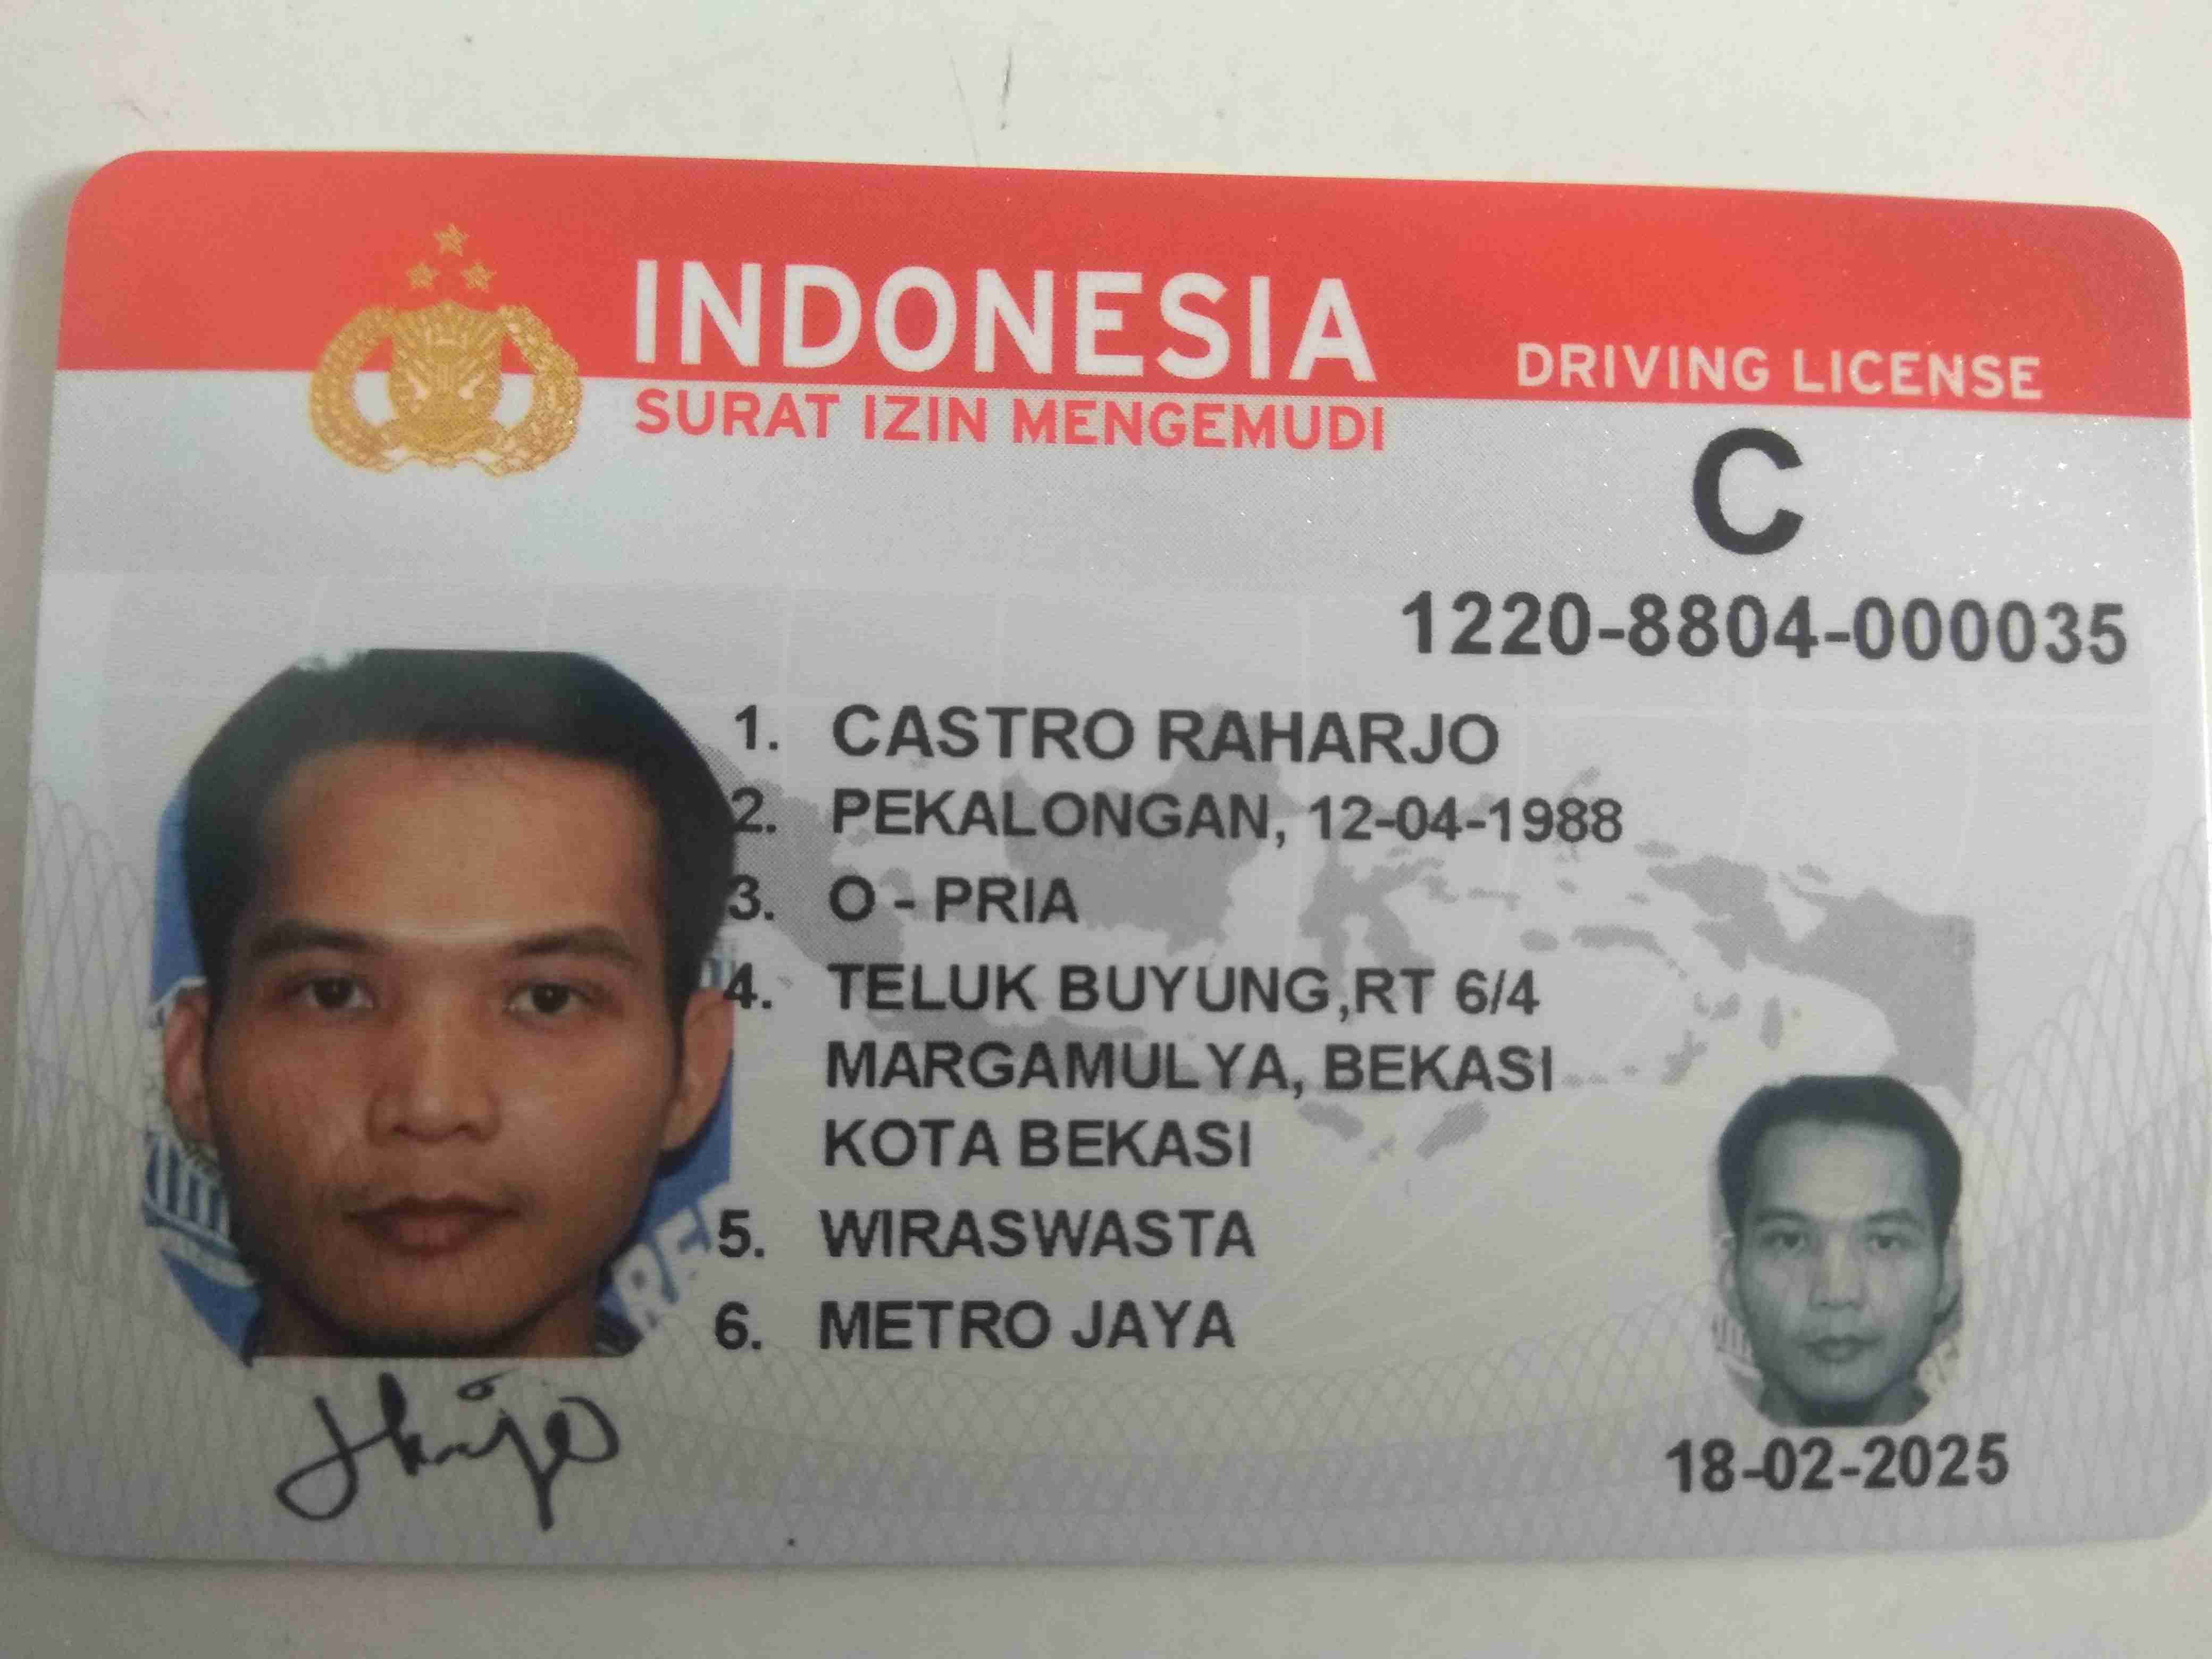 INDONESIA
SURAT IZIN MENGEMUDI
DRIVING LICENSE
C
1220-8804-000035
1. CASTRO RAHARJO
2. PEKALONGAN, 12-04-1988
3. O - PRIA
4. TELUK BUYUNG,RT 6/4
MARGAMULYA, BEKASI
KOTA BEKASI
5. WIRASWASTA
6. METRO JAYA
18-02-2025